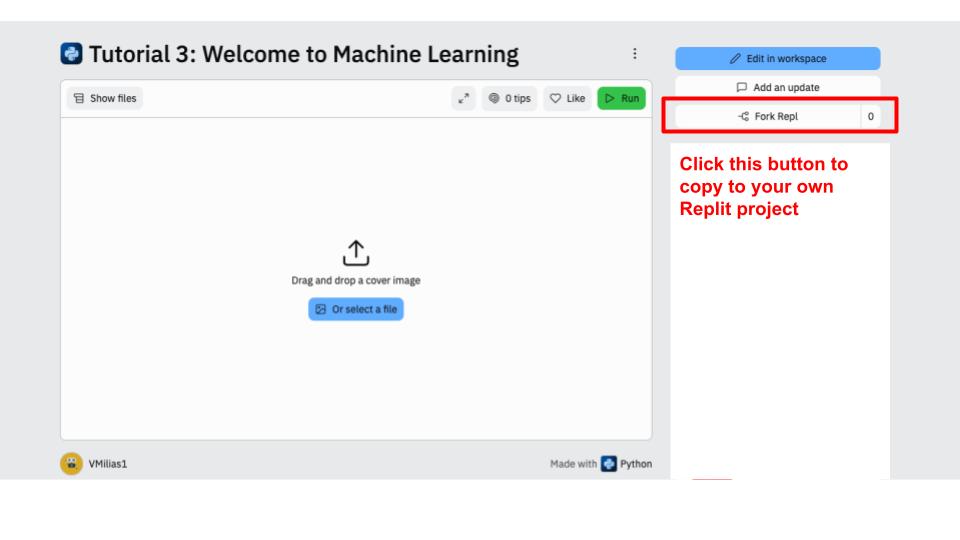 Tutorial 3: Welcome to Machine Learning
Edit in workspace
Add an update
Show files
0 tips
Like
Run
Fork Repl
0
Click this button to
copy to your own
Replit project
Drag and drop a cover image
Or select a file
VMilias1
Made with Python